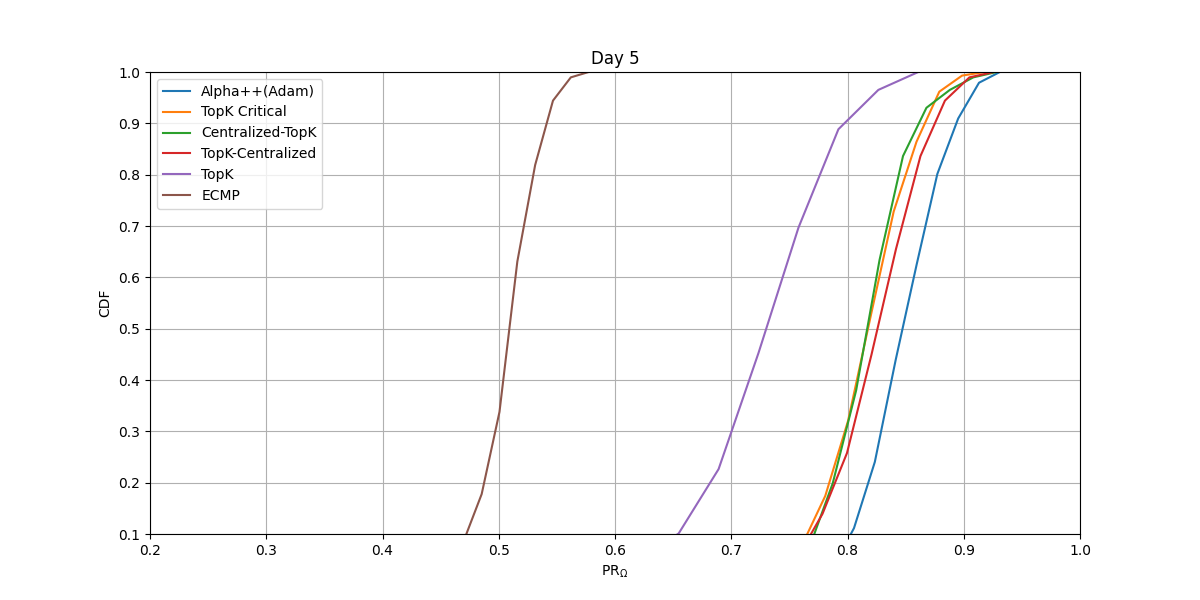 Day 5
CDF
1.0
0.9
0.8
0.7
0.6
0.5
0.4
0.3
0.2
0.1
Alpha++(Adam)
TopK Critical
Centralized-TopK
TopK-Centralized
TopK
ECMP
0.2 0.3 0.4 0.5 0.6 0.7 0.8 0.9 1.0
PRΩ